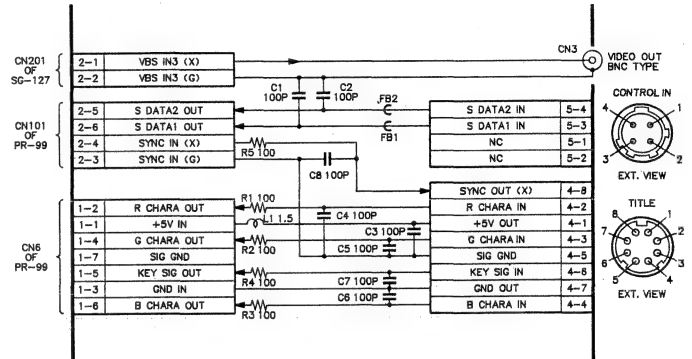 CN3
VIDEO OUT
BNC TYPE
CN201
OF
SG-127
2-1 VBS IN3 (X)
2-2 VBS IN3 (G)
C1
100P
C2
100P
CONTROL IN
4 1
3 2
EXT. VIEW
CN101
OF
PR-99
2-5 S DATA2 OUT
2-6 S DATA1 OUT
2-4 SYNC IN (X)
2-3 SYNC IN (G)
FB2
FB1
R5 100
C8 100P
S DATA2 IN 5-4
S DATA1 IN 5-3
NC 5-1
NC 5-2
SYNC OUT (X) 4-8
R CHARA IN 4-2
+5V OUT 4-1
G CHARA IN 4-3
SIG GND 4-5
KEY SIG IN 4-6
GND OUT 4-7
B CHARA IN 4-4
CN6
OF
PR-99
1-2 R CHARA OUT
1-1 +5V IN
1-4 G CHARA OUT
1-7 SIG GND
1-5 KEY SIG OUT
1-3 GND IN
1-6 B CHARA OUT
R1 100
L1 1.5
R2 100
R4 100
R3 100
C4 100P
C3 100P
C5 100P
C7 100P
C6 100P
TITLE
8 1
7 2
6 3
5 4
EXT. VIEW